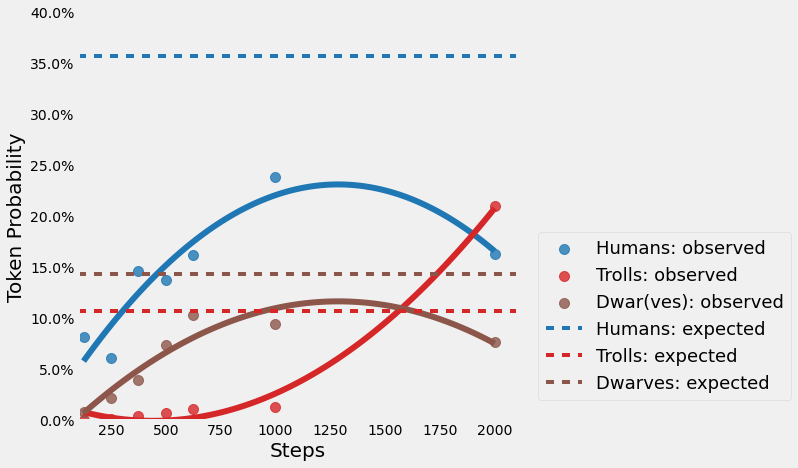 40.0%
35.0%
30.0%
25.0%
20.0%
15.0%
10.0%
5.0%
0.0%
Token Probability
250 500 750 1000 1250 1500 1750 2000
Steps
Humans: observed
Trolls: observed
Dwar(ves): observed
Humans: expected
Trolls: expected
Dwarves: expected